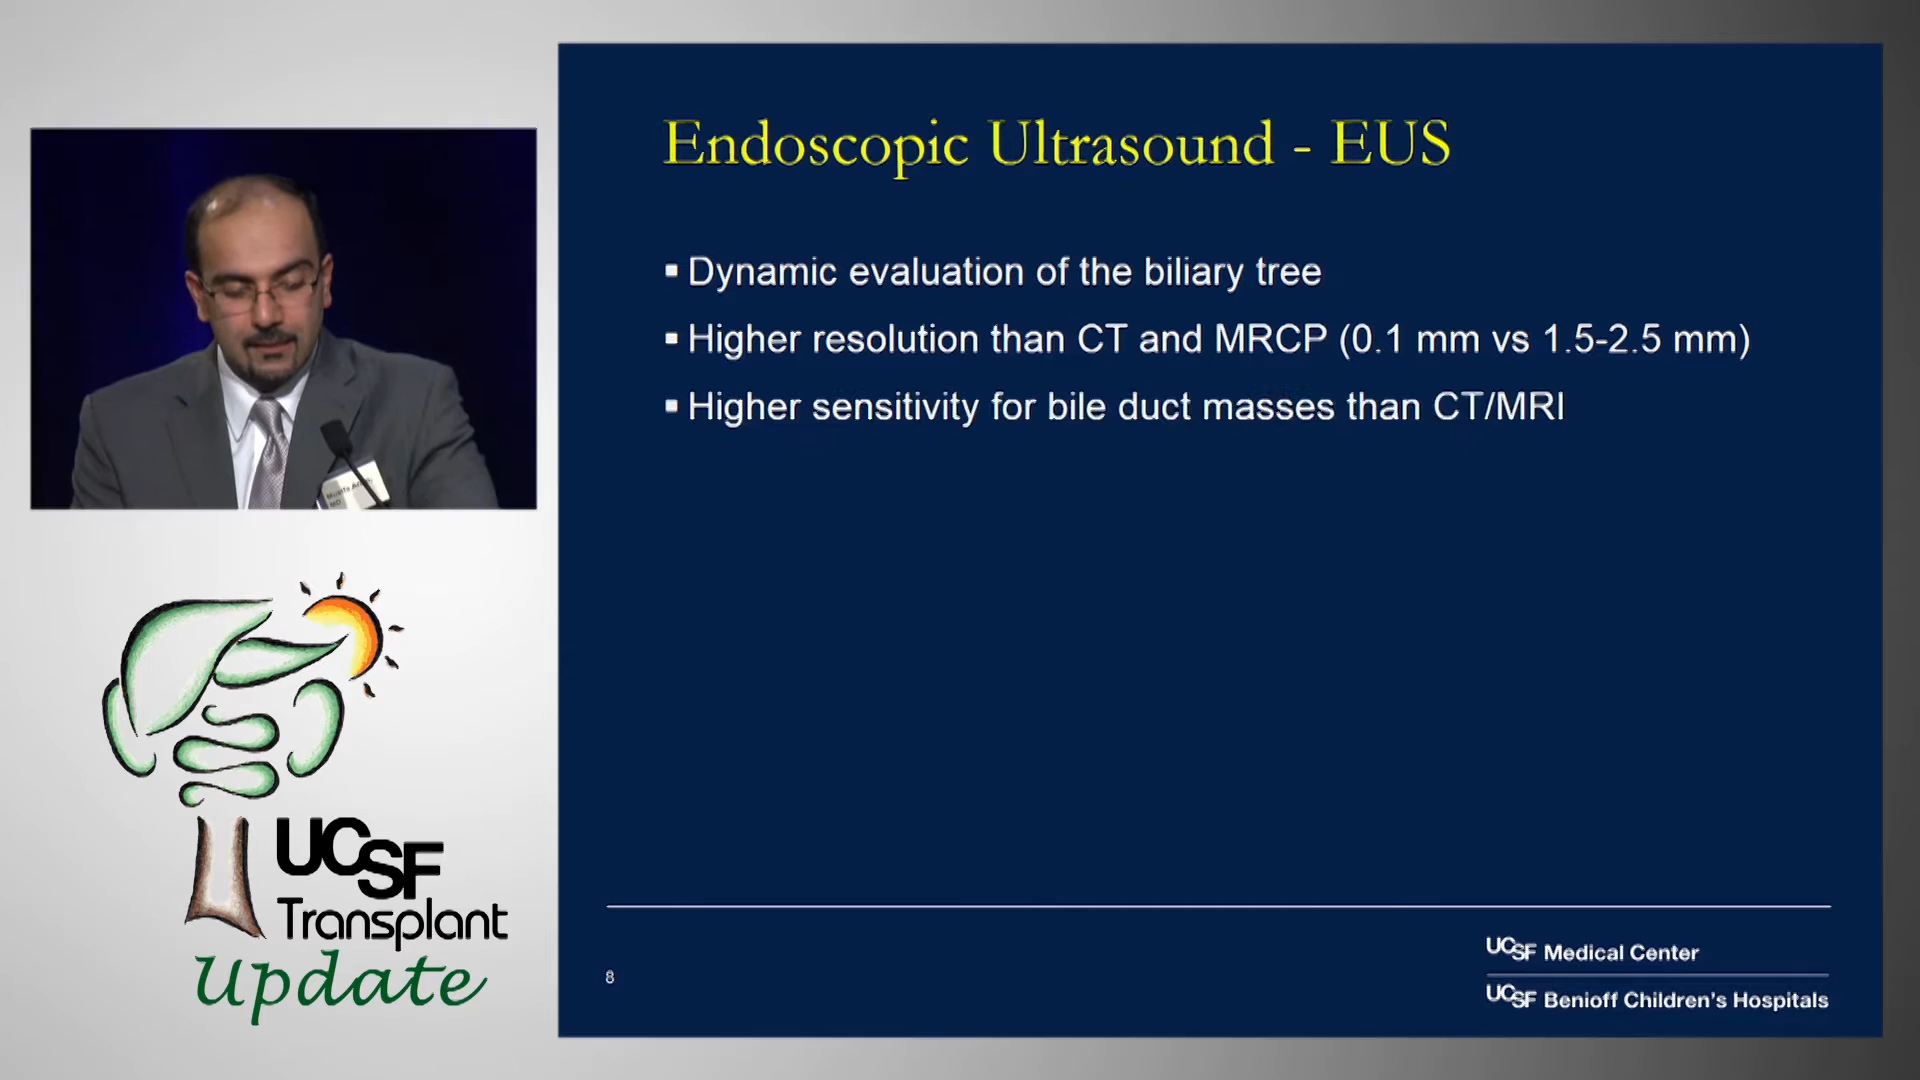 Endoscopic Ultrasound - EUS
▪ Dynamic evaluation of the biliary tree
▪ Higher resolution than CT and MRCP (0.1 mm vs 1.5-2.5 mm)
▪ Higher sensitivity for bile duct masses than CT/MRI
8
UCSF Medical Center
UCSF Benioff Children's Hospitals
MD
UCSF
Transplant
Update